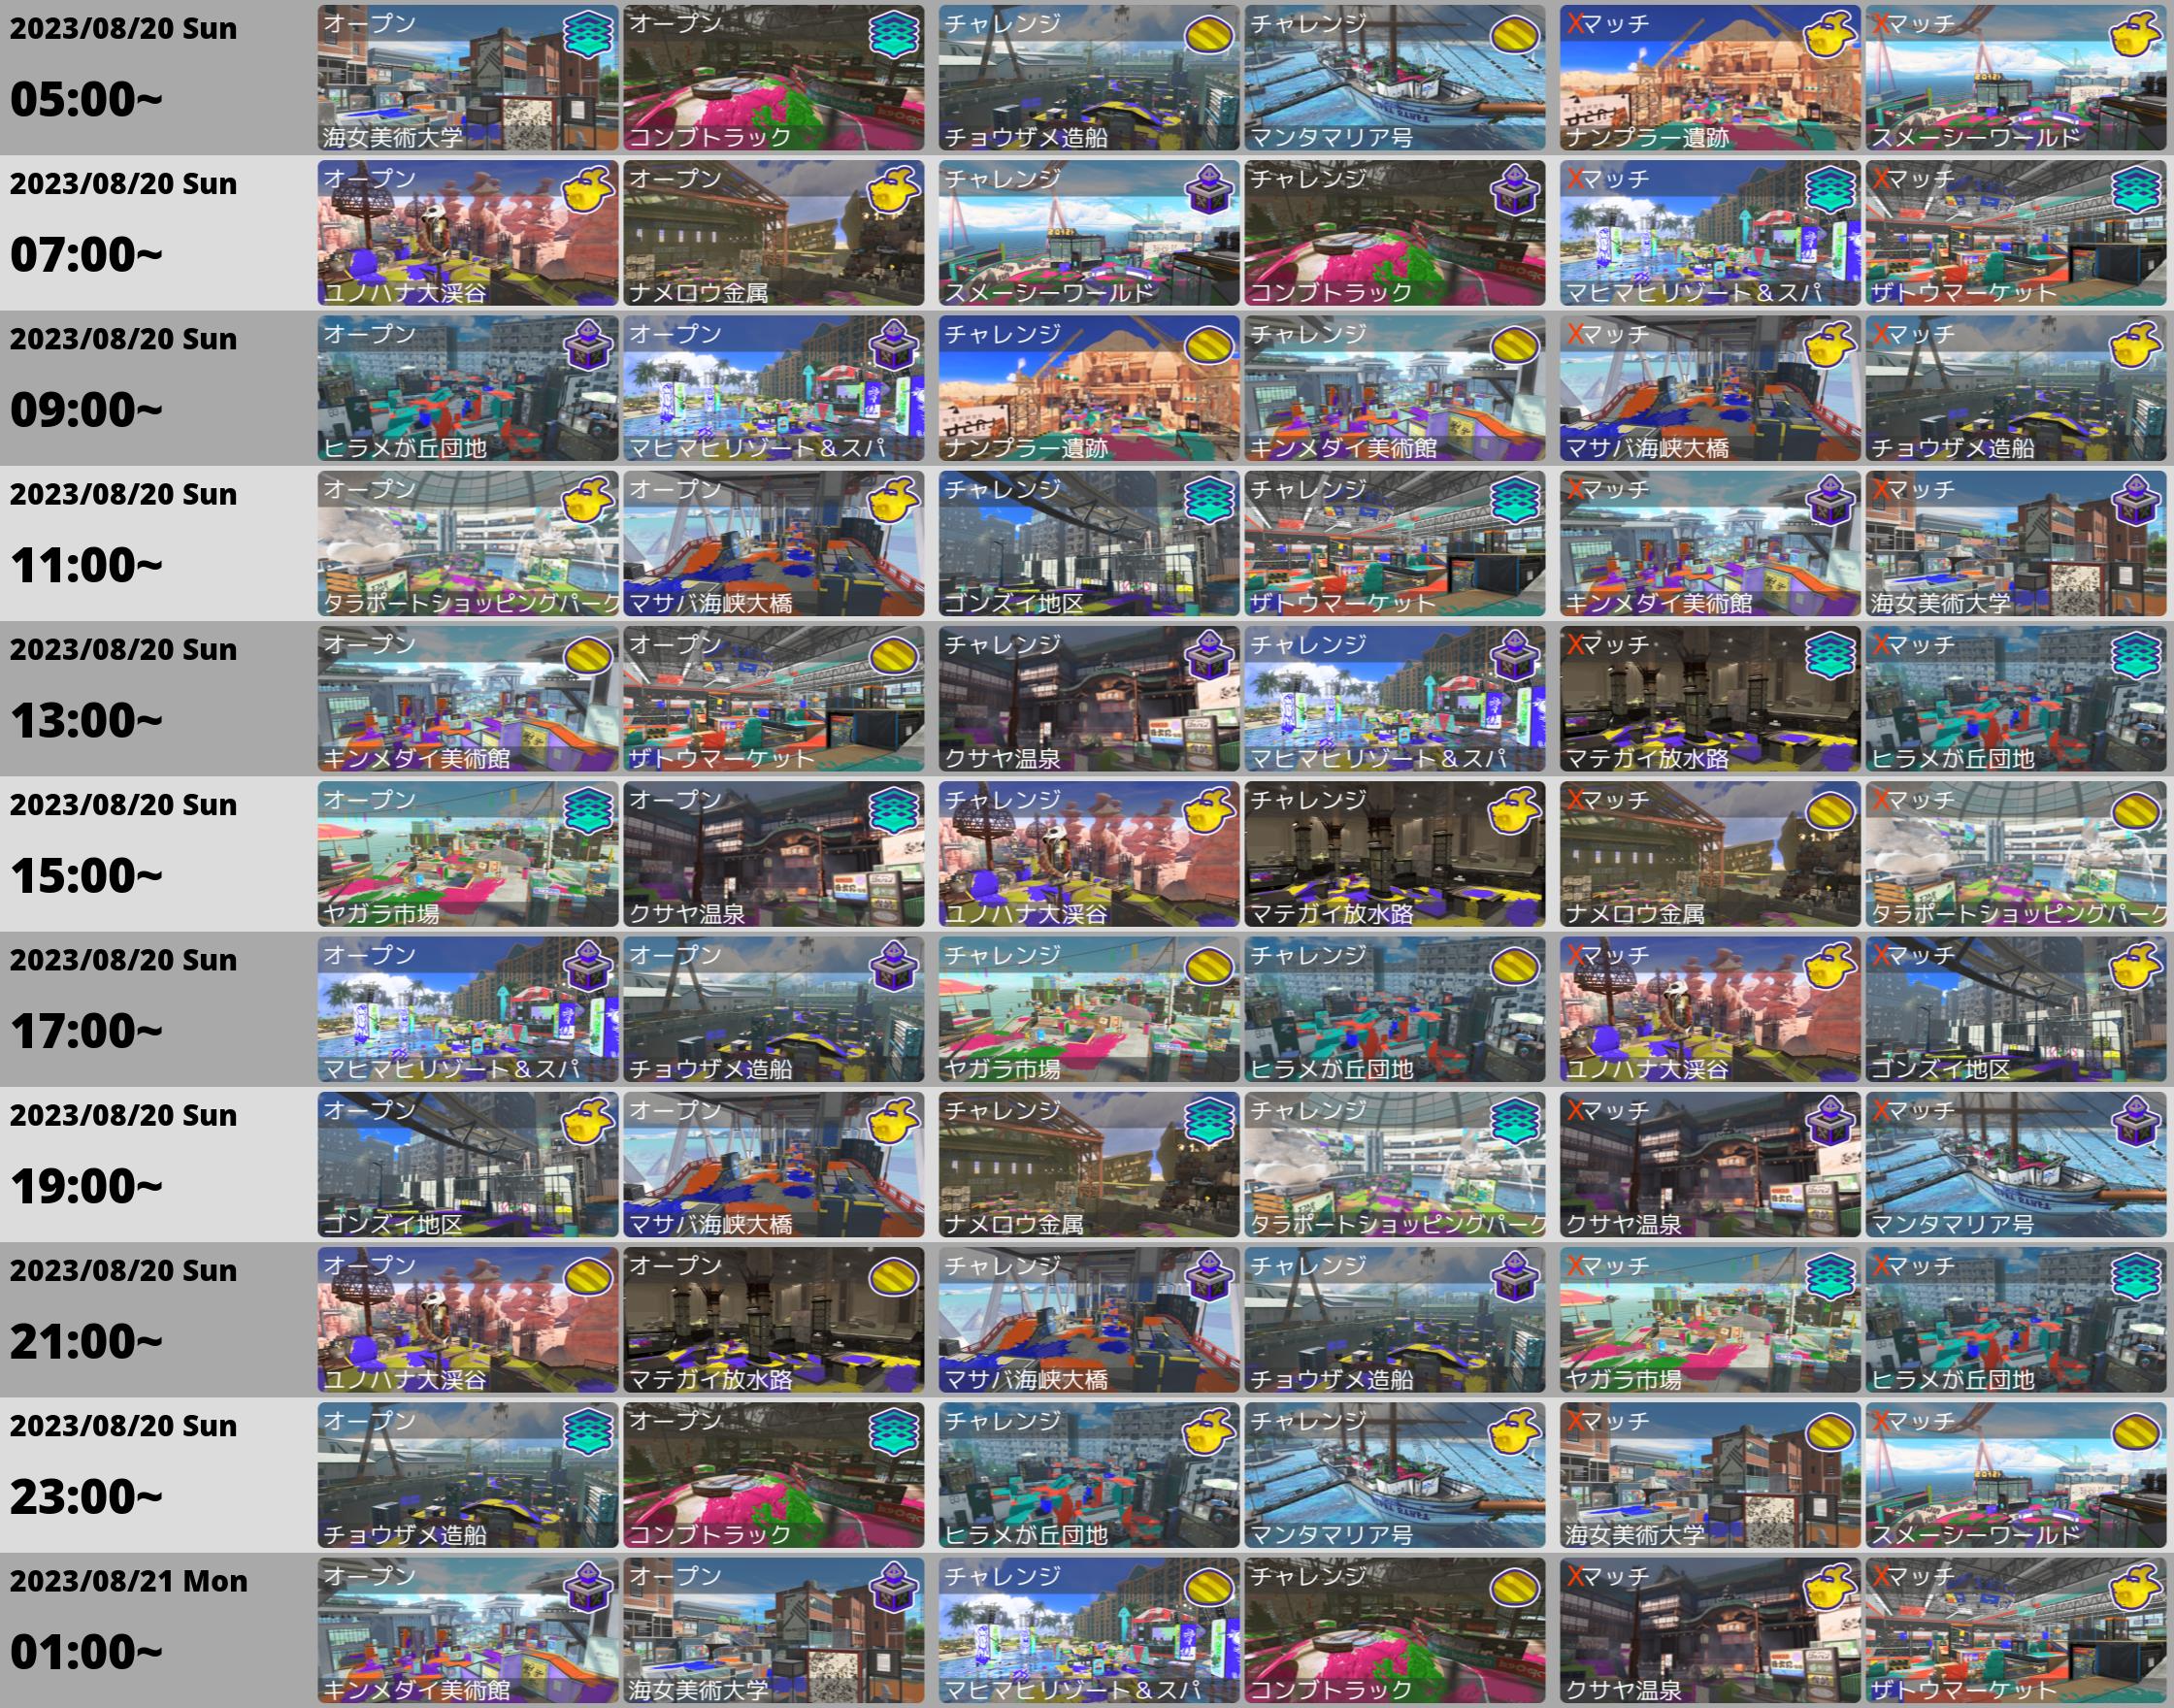 2023/08/20 Sun
05:00~
オープン オープン チャレンジ チャレンジ Xマッチ Xマッチ
海女美術大学 コンブトラック チョウザメ造船 マンタマリア号 ナンプラー遺跡 スメーシーワールド
2023/08/20 Sun
07:00~
オープン オープン チャレンジ チャレンジ Xマッチ Xマッチ
ユノハナ大渓谷 ナメロウ金属 スメーシーワールド コンブトラック マヒマヒリゾート＆スパ ザトウマーケット
2023/08/20 Sun
09:00~
オープン オープン チャレンジ チャレンジ Xマッチ Xマッチ
ヒラメが丘団地 マヒマヒリゾート＆スパ ナンプラー遺跡 キンメダイ美術館 マサバ海峡大橋 チョウザメ造船
2023/08/20 Sun
11:00~
オープン オープン チャレンジ チャレンジ Xマッチ Xマッチ
タラポートショッピングパーク マサバ海峡大橋 ゴンズイ地区 ザトウマーケット キンメダイ美術館 海女美術大学
2023/08/20 Sun
13:00~
オープン オープン チャレンジ チャレンジ Xマッチ Xマッチ
キンメダイ美術館 ザトウマーケット クサヤ温泉 マヒマヒリゾート＆スパ マテガイ放水路 ヒラメが丘団地
2023/08/20 Sun
15:00~
オープン オープン チャレンジ チャレンジ Xマッチ Xマッチ
ヤガラ市場 クサヤ温泉 ユノハナ大渓谷 マテガイ放水路 ナメロウ金属 タラポートショッピングパーク
2023/08/20 Sun
17:00~
オープン オープン チャレンジ チャレンジ Xマッチ Xマッチ
マヒマヒリゾート＆スパ チョウザメ造船 ヤガラ市場 ヒラメが丘団地 ユノハナ大渓谷 ゴンズイ地区
2023/08/20 Sun
19:00~
オープン オープン チャレンジ チャレンジ Xマッチ Xマッチ
ゴンズイ地区 マサバ海峡大橋 ナメロウ金属 タラポートショッピングパーク クサヤ温泉 マンタマリア号
2023/08/20 Sun
21:00~
オープン オープン チャレンジ チャレンジ Xマッチ Xマッチ
ユノハナ大渓谷 マテガイ放水路 マサバ海峡大橋 チョウザメ造船 ヤガラ市場 ヒラメが丘団地
2023/08/20 Sun
23:00~
オープン オープン チャレンジ チャレンジ Xマッチ Xマッチ
チョウザメ造船 コンブトラック ヒラメが丘団地 マンタマリア号 海女美術大学 スメーシーワールド
2023/08/21 Mon
01:00~
オープン オープン チャレンジ チャレンジ Xマッチ Xマッチ
キンメダイ美術館 海女美術大学 マヒマヒリゾート＆スパ コンブトラック クサヤ温泉 ザトウマーケット